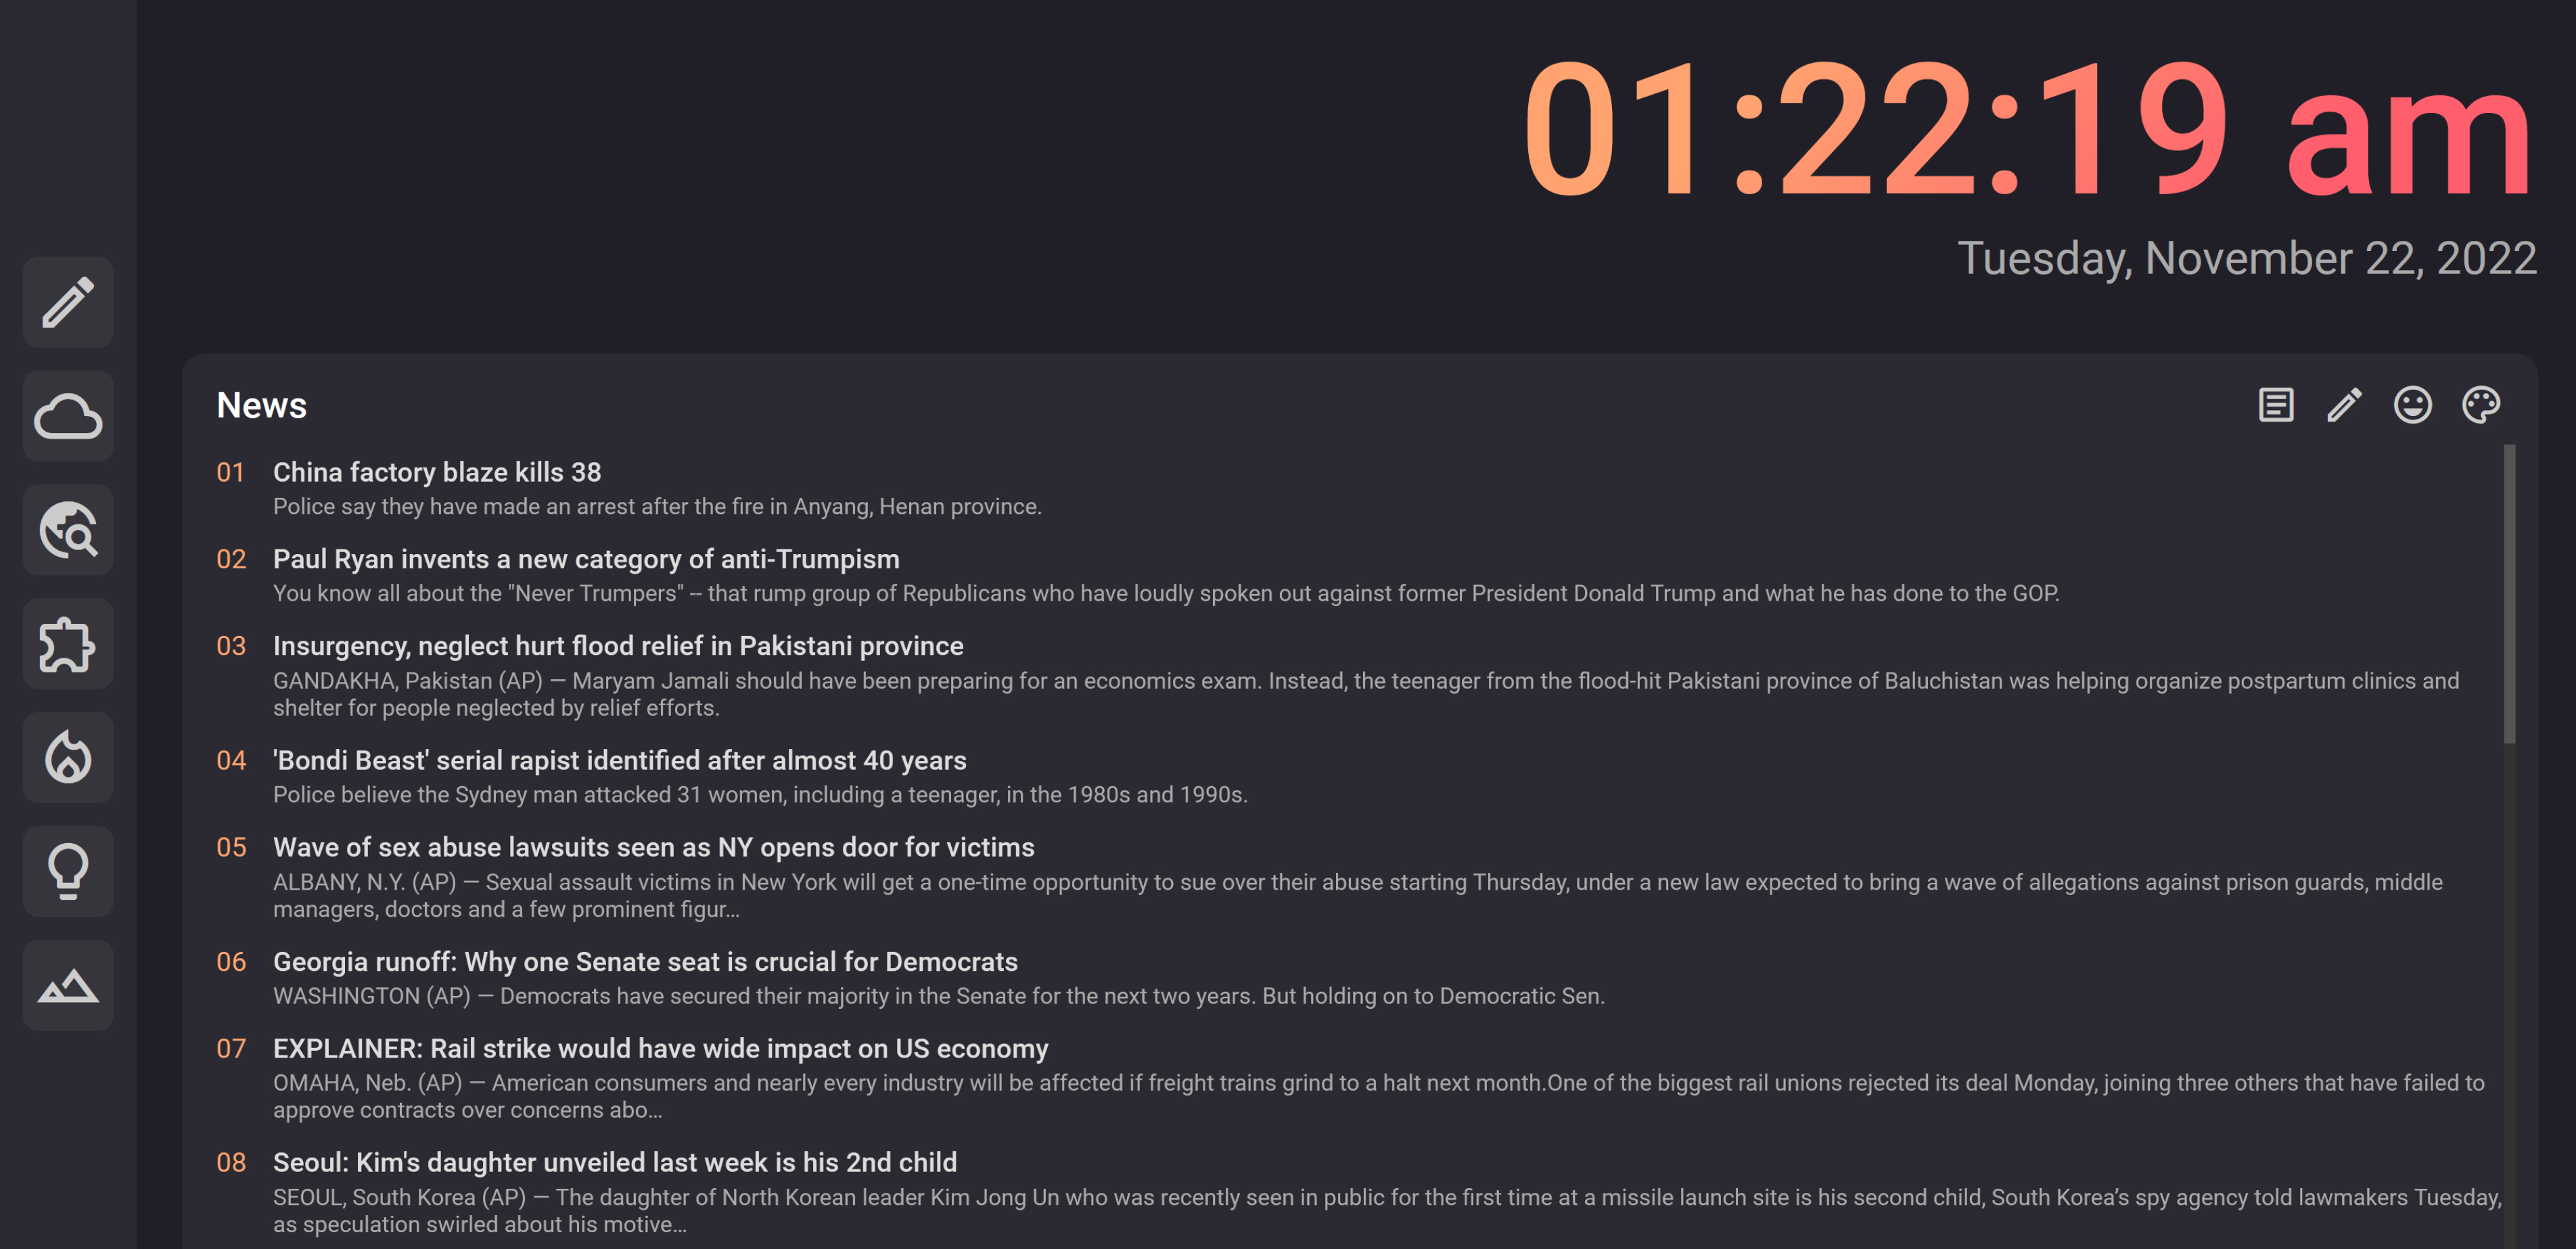 01:22:19 am
Tuesday, November 22, 2022
News
01 China factory blaze kills 38
Police say they have made an arrest after the fire in Anyang, Henan province.
02 Paul Ryan invents a new category of anti-Trumpism
You know all about the "Never Trumpers" -- that rump group of Republicans who have loudly spoken out against former President Donald Trump and what he has done to the GOP.
03 Insurgency, neglect hurt flood relief in Pakistani province
GANDAKHA, Pakistan (AP) — Maryam Jamali should have been preparing for an economics exam. Instead, the teenager from the flood-hit Pakistani province of Baluchistan was helping organize postpartum clinics and
shelter for people neglected by relief efforts.
04 'Bondi Beast' serial rapist identified after almost 40 years
Police believe the Sydney man attacked 31 women, including a teenager, in the 1980s and 1990s.
05 Wave of sex abuse lawsuits seen as NY opens door for victims
ALBANY, N.Y. (AP) — Sexual assault victims in New York will get a one-time opportunity to sue over their abuse starting Thursday, under a new law expected to bring a wave of allegations against prison guards, middle
managers, doctors and a few prominent figur...
06 Georgia runoff: Why one Senate seat is crucial for Democrats
WASHINGTON (AP) — Democrats have secured their majority in the Senate for the next two years. But holding on to Democratic Sen.
07 EXPLAINER: Rail strike would have wide impact on US economy
OMAHA, Neb. (AP) — American consumers and nearly every industry will be affected if freight trains grind to a halt next month.One of the biggest rail unions rejected its deal Monday, joining three others that have failed to
approve contracts over concerns abo...
08 Seoul: Kim's daughter unveiled last week is his 2nd child
SEOUL, South Korea (AP) — The daughter of North Korean leader Kim Jong Un who was recently seen in public for the first time at a missile launch site is his second child, South Korea’s spy agency told lawmakers Tuesday,
as speculation swirled about his motive...